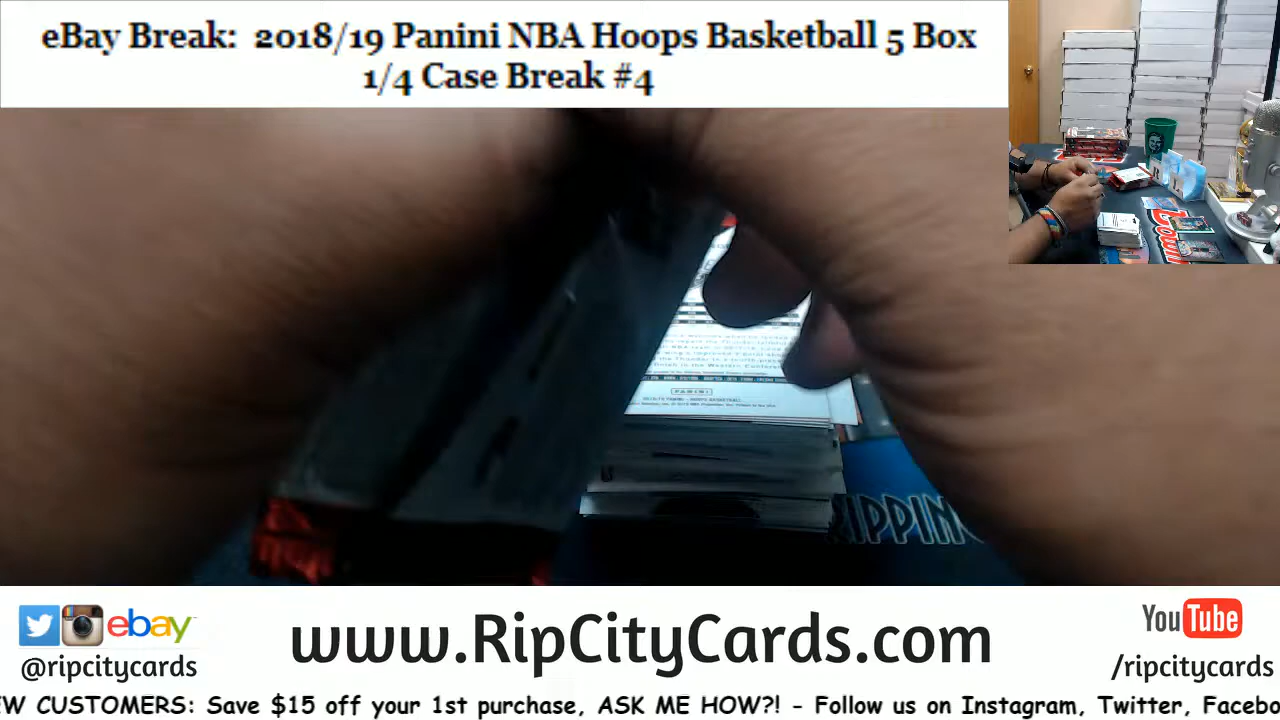 eBay Break: 2018/19 Panini NBA Hoops Basketball 5 Box
1/4 Case Break #4
PANINI
RIPPING
ebay
@ripcitycards
www.RipCityCards.com
YouTube
/ripcitycards
EW CUSTOMERS: Save $15 off your 1st purchase, ASK ME HOW?! - Follow us on Instagram, Twitter, Facebo